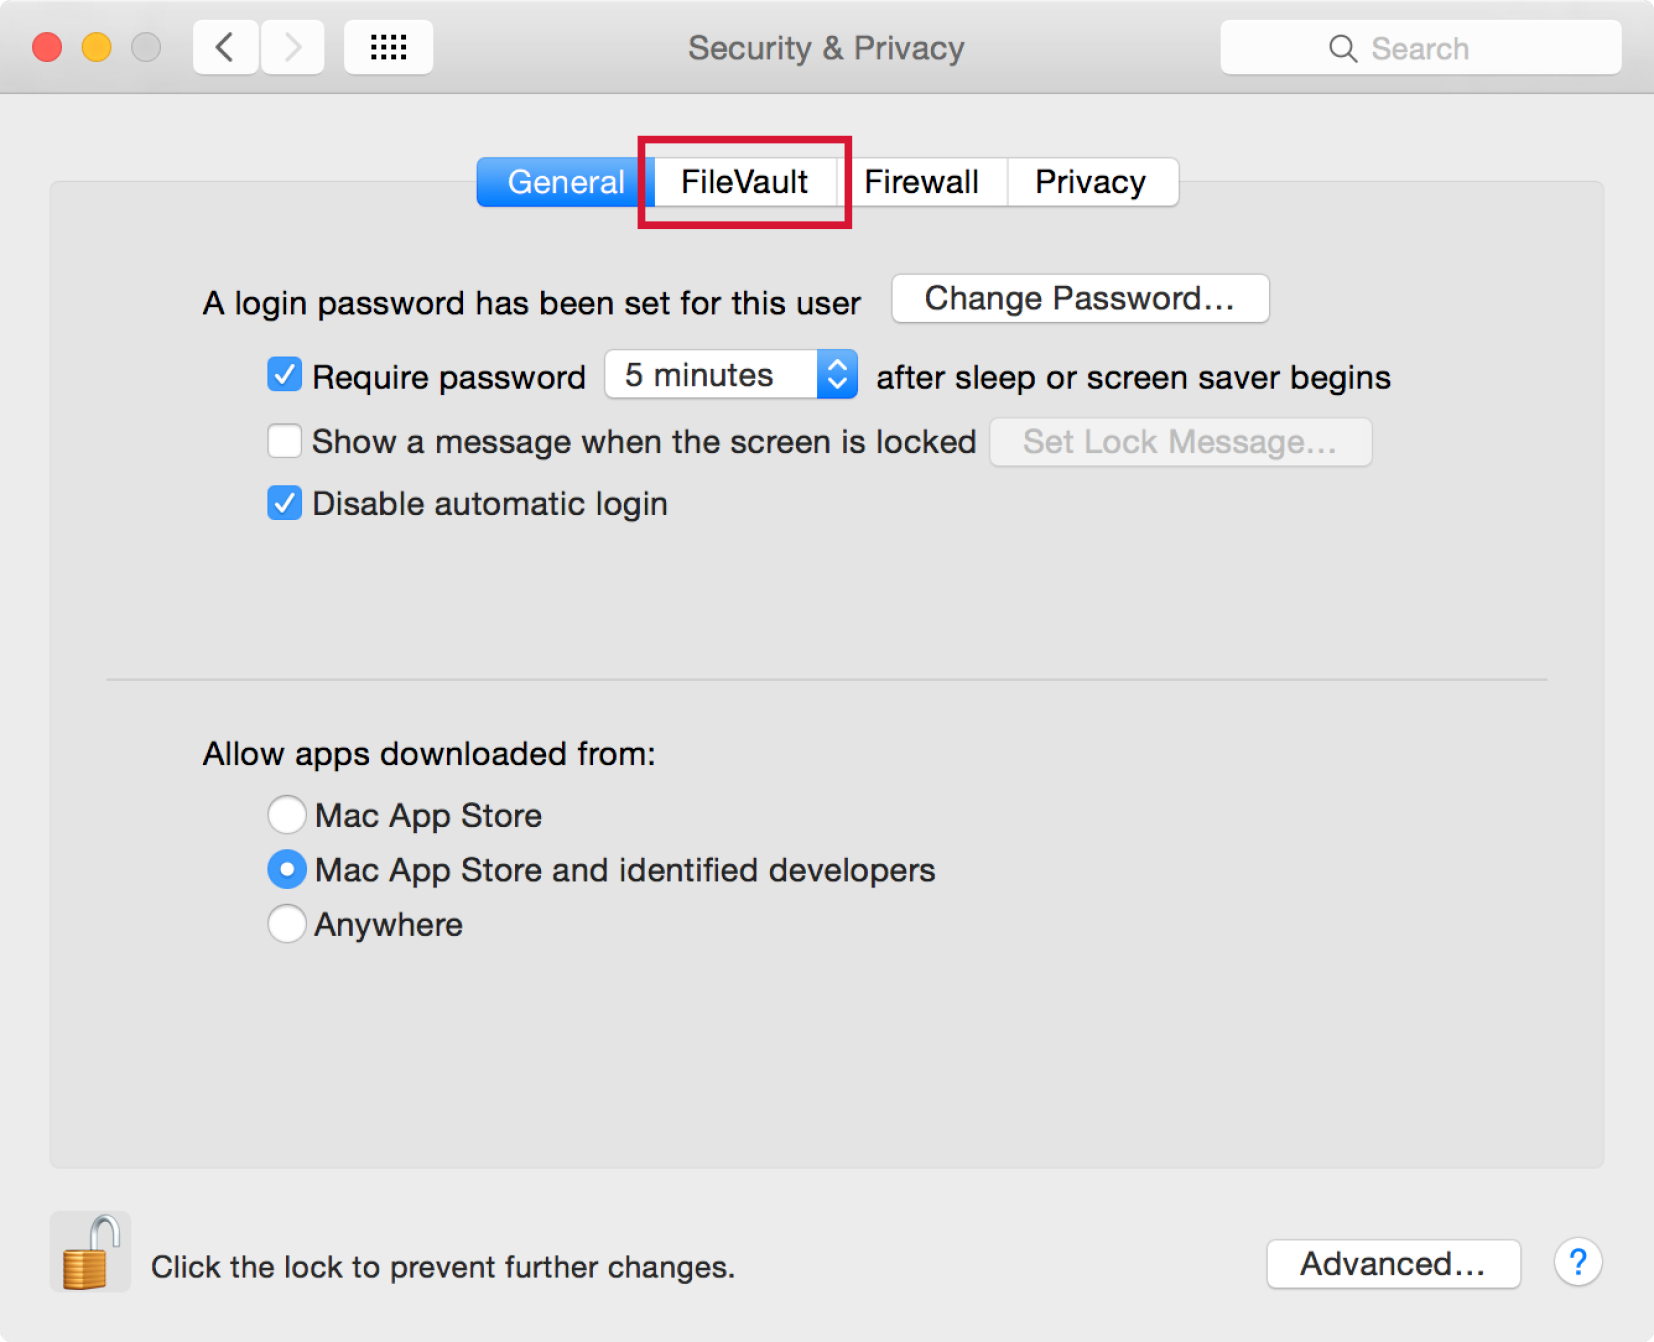 Security & Privacy
Search
General FileVault Firewall Privacy
A login password has been set for this user Change Password...
Require password 5 minutes after sleep or screen saver begins
Show a message when the screen is locked Set Lock Message...
Disable automatic login
Allow apps downloaded from:
Mac App Store
Mac App Store and identified developers
Anywhere
Click the lock to prevent further changes. Advanced... ?